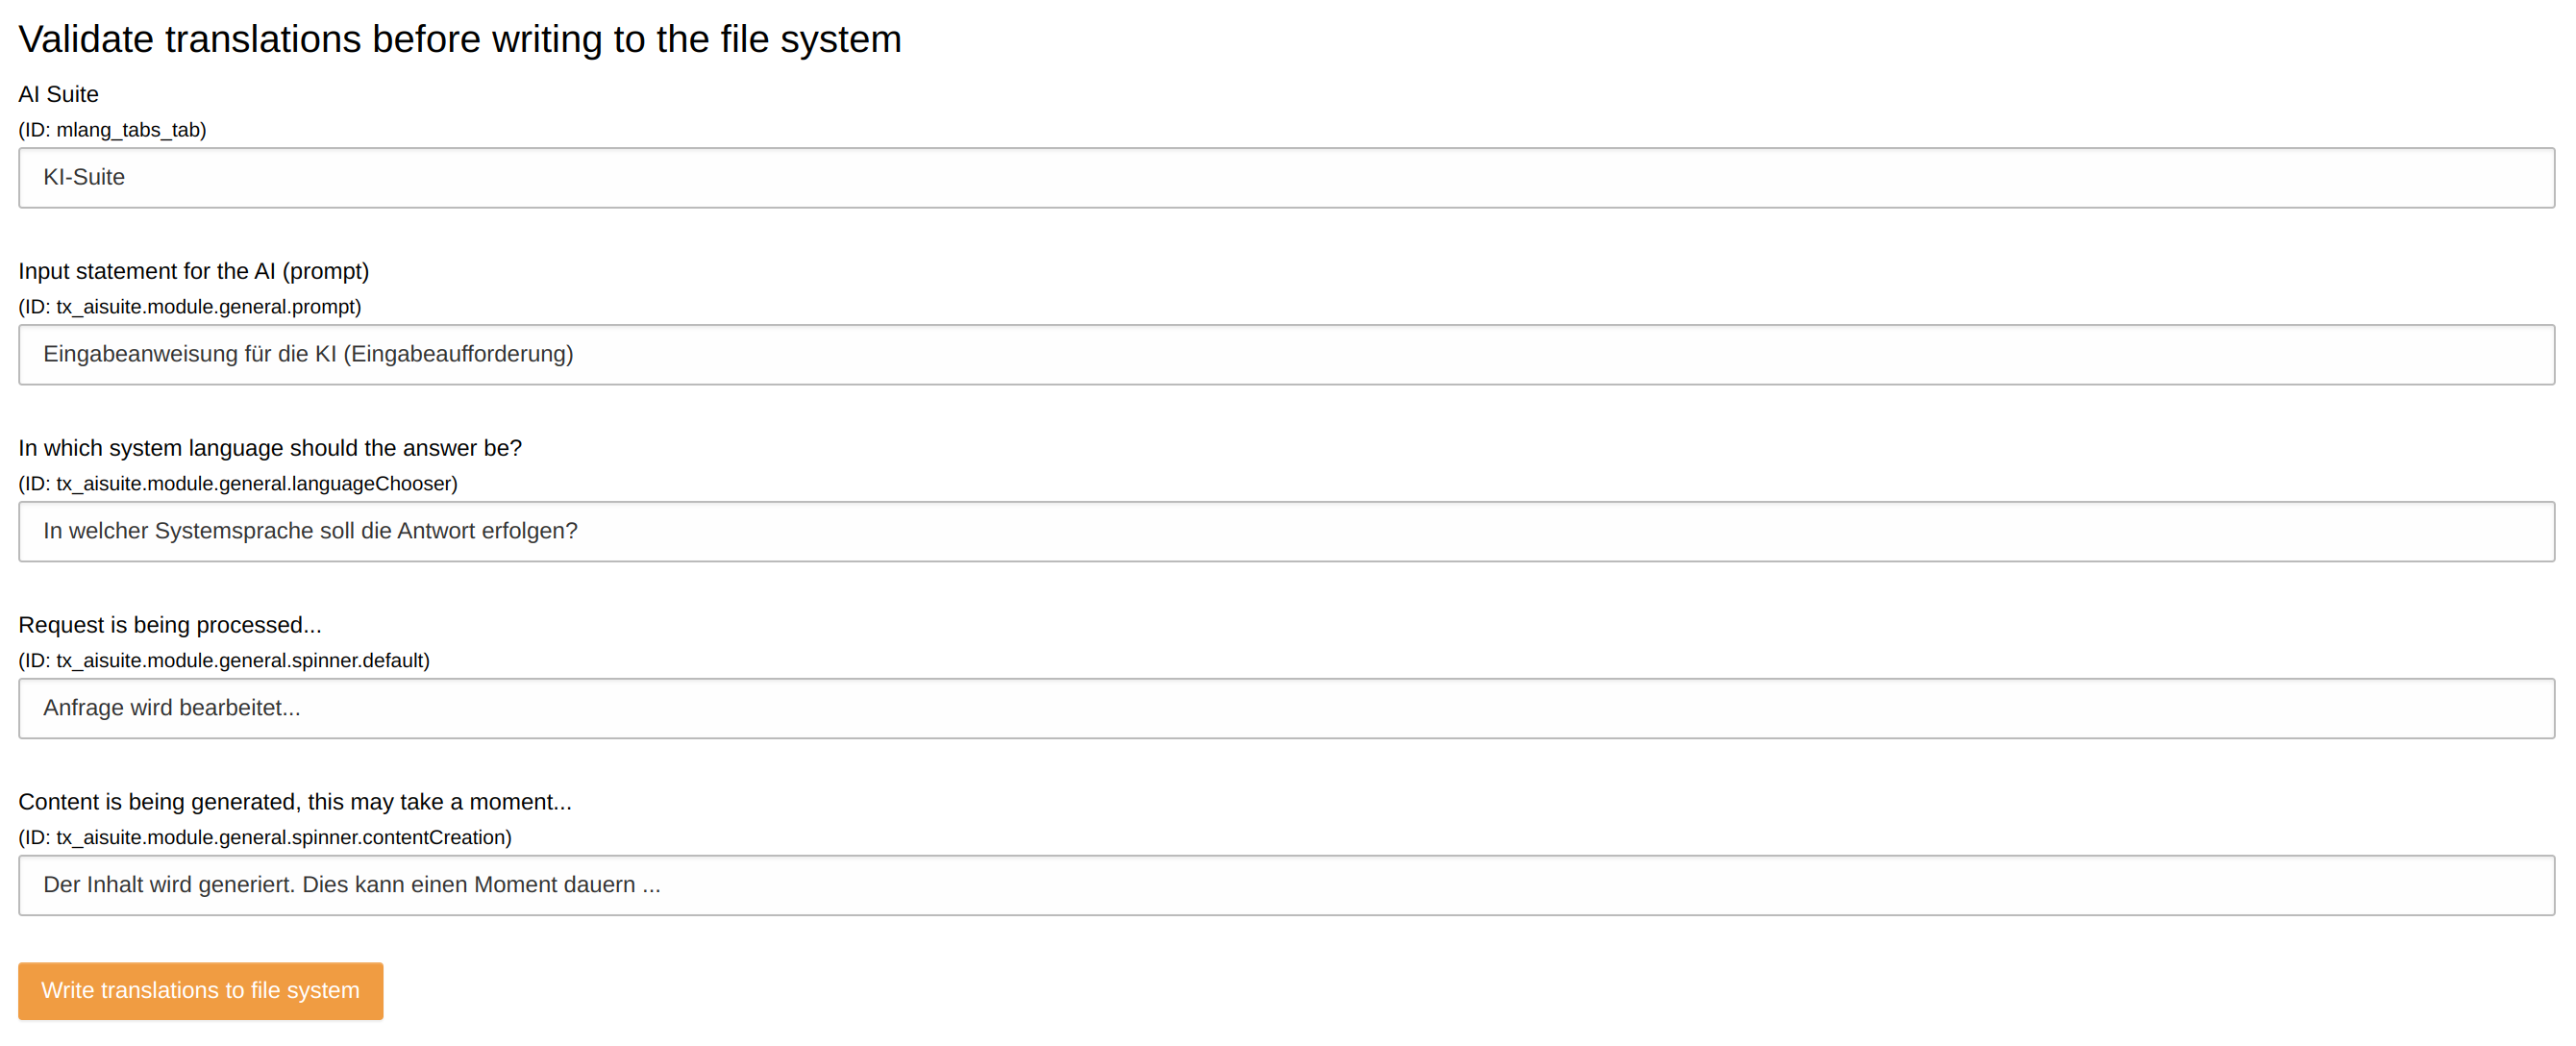 Validate translations before writing to the file system
AI Suite
(ID: mlang_tabs_tab)
KI-Suite
Input statement for the AI (prompt)
(ID: tx_aisuite.module.general.prompt)
Eingabeanweisung für die KI (Eingabeaufforderung)
In which system language should the answer be?
(ID: tx_aisuite.module.general.languageChooser)
In welcher Systemsprache soll die Antwort erfolgen?
Request is being processed...
(ID: tx_aisuite.module.general.spinner.default)
Anfrage wird bearbeitet...
Content is being generated, this may take a moment...
(ID: tx_aisuite.module.general.spinner.contentCreation)
Der Inhalt wird generiert. Dies kann einen Moment dauern ...
Write translations to file system